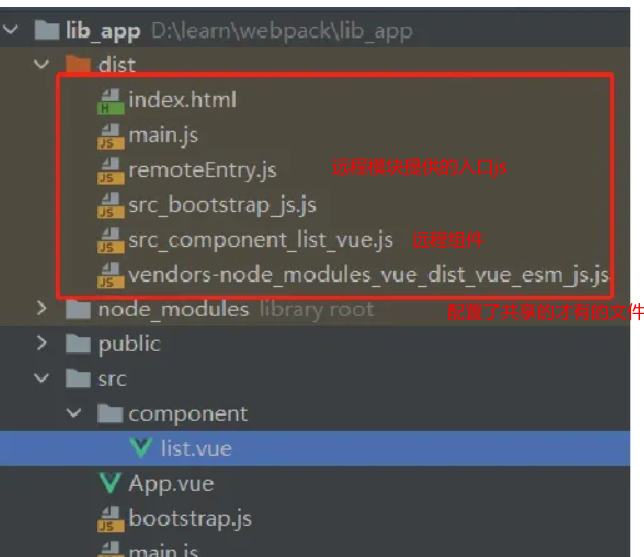 lib_app D:\learn\webpack\lib_app
dist
index.html
main.js
remoteEntry.js 远程模块提供的入口js
src_bootstrap_js.js
src_component_list_vue.js 远程组件
vendors-node_modules_vue_dist_vue_esm_js.js
node_modules library root 配置了共享的才有的文件
public
src
component
list.vue
App.vue
bootstrap.js
main.js